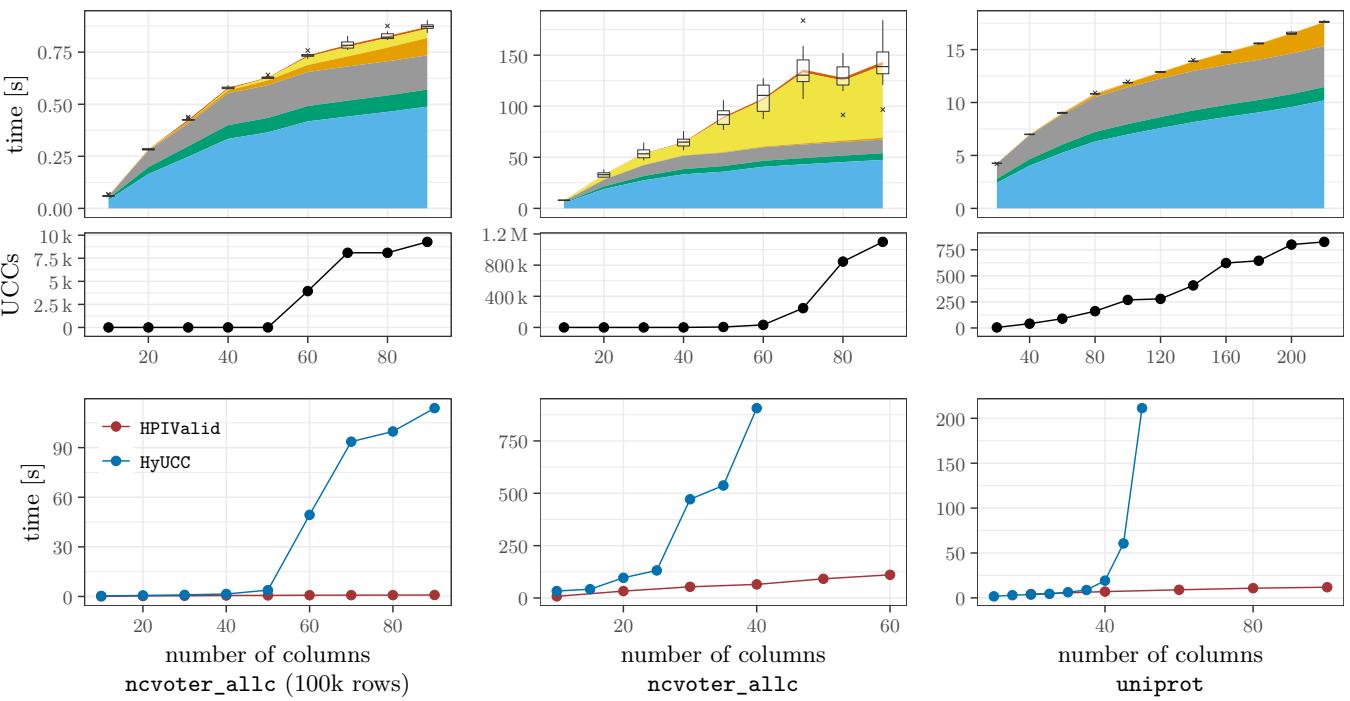 time [s]
0.75
0.50
0.25
0.00
150
100
50
0
15
10
5
0
UCCs
10 k
7.5 k
5 k
2.5 k
0
20 40 60 80
1.2 M
800 k
400 k
0
20 40 60 80
750
500
250
0
40 80 120 160 200
time [s]
90
60
30
0
HPIValid
HyUCC
20 40 60 80
number of columns
ncvoter_allc (100k rows)
750
500
250
0
20 40 60
number of columns
ncvoter_allc
200
150
100
50
0
40 80
number of columns
uniprot